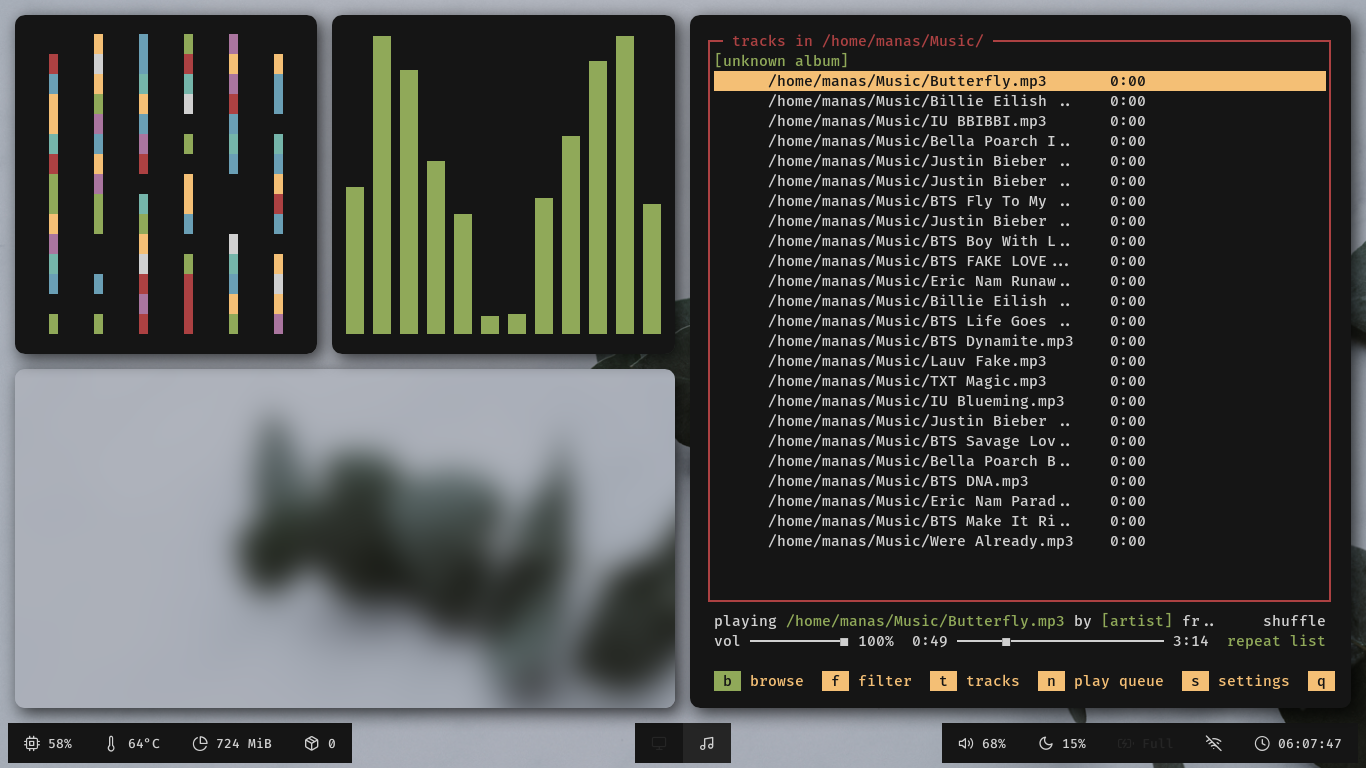 tracks in /home/manas/Music/
[unknown album]
/home/manas/Music/Butterfly.mp3 0:00
/home/manas/Music/Billie Eilish .. 0:00
/home/manas/Music/IU BBIBBI.mp3 0:00
/home/manas/Music/Bella Poarch I.. 0:00
/home/manas/Music/Justin Bieber .. 0:00
/home/manas/Music/Justin Bieber .. 0:00
/home/manas/Music/BTS Fly To My .. 0:00
/home/manas/Music/Justin Bieber .. 0:00
/home/manas/Music/BTS Boy With L.. 0:00
/home/manas/Music/BTS FAKE LOVE... 0:00
/home/manas/Music/Eric Nam Runaw.. 0:00
/home/manas/Music/Billie Eilish .. 0:00
/home/manas/Music/BTS Life Goes .. 0:00
/home/manas/Music/BTS Dynamite.mp3 0:00
/home/manas/Music/Lauv Fake.mp3 0:00
/home/manas/Music/TXT Magic.mp3 0:00
/home/manas/Music/IU Blueming.mp3 0:00
/home/manas/Music/Justin Bieber .. 0:00
/home/manas/Music/BTS Savage Lov.. 0:00
/home/manas/Music/Bella Poarch B.. 0:00
/home/manas/Music/BTS DNA.mp3 0:00
/home/manas/Music/Eric Nam Parad.. 0:00
/home/manas/Music/BTS Make It Ri.. 0:00
/home/manas/Music/Were Already.mp3 0:00
playing /home/manas/Music/Butterfly.mp3 by [artist] fr.. shuffle
vol 100% 0:49 3:14 repeat list
b browse f filter t tracks n play queue s settings q
58% 64°C 724 MiB 0 68% 15% Full 06:07:47